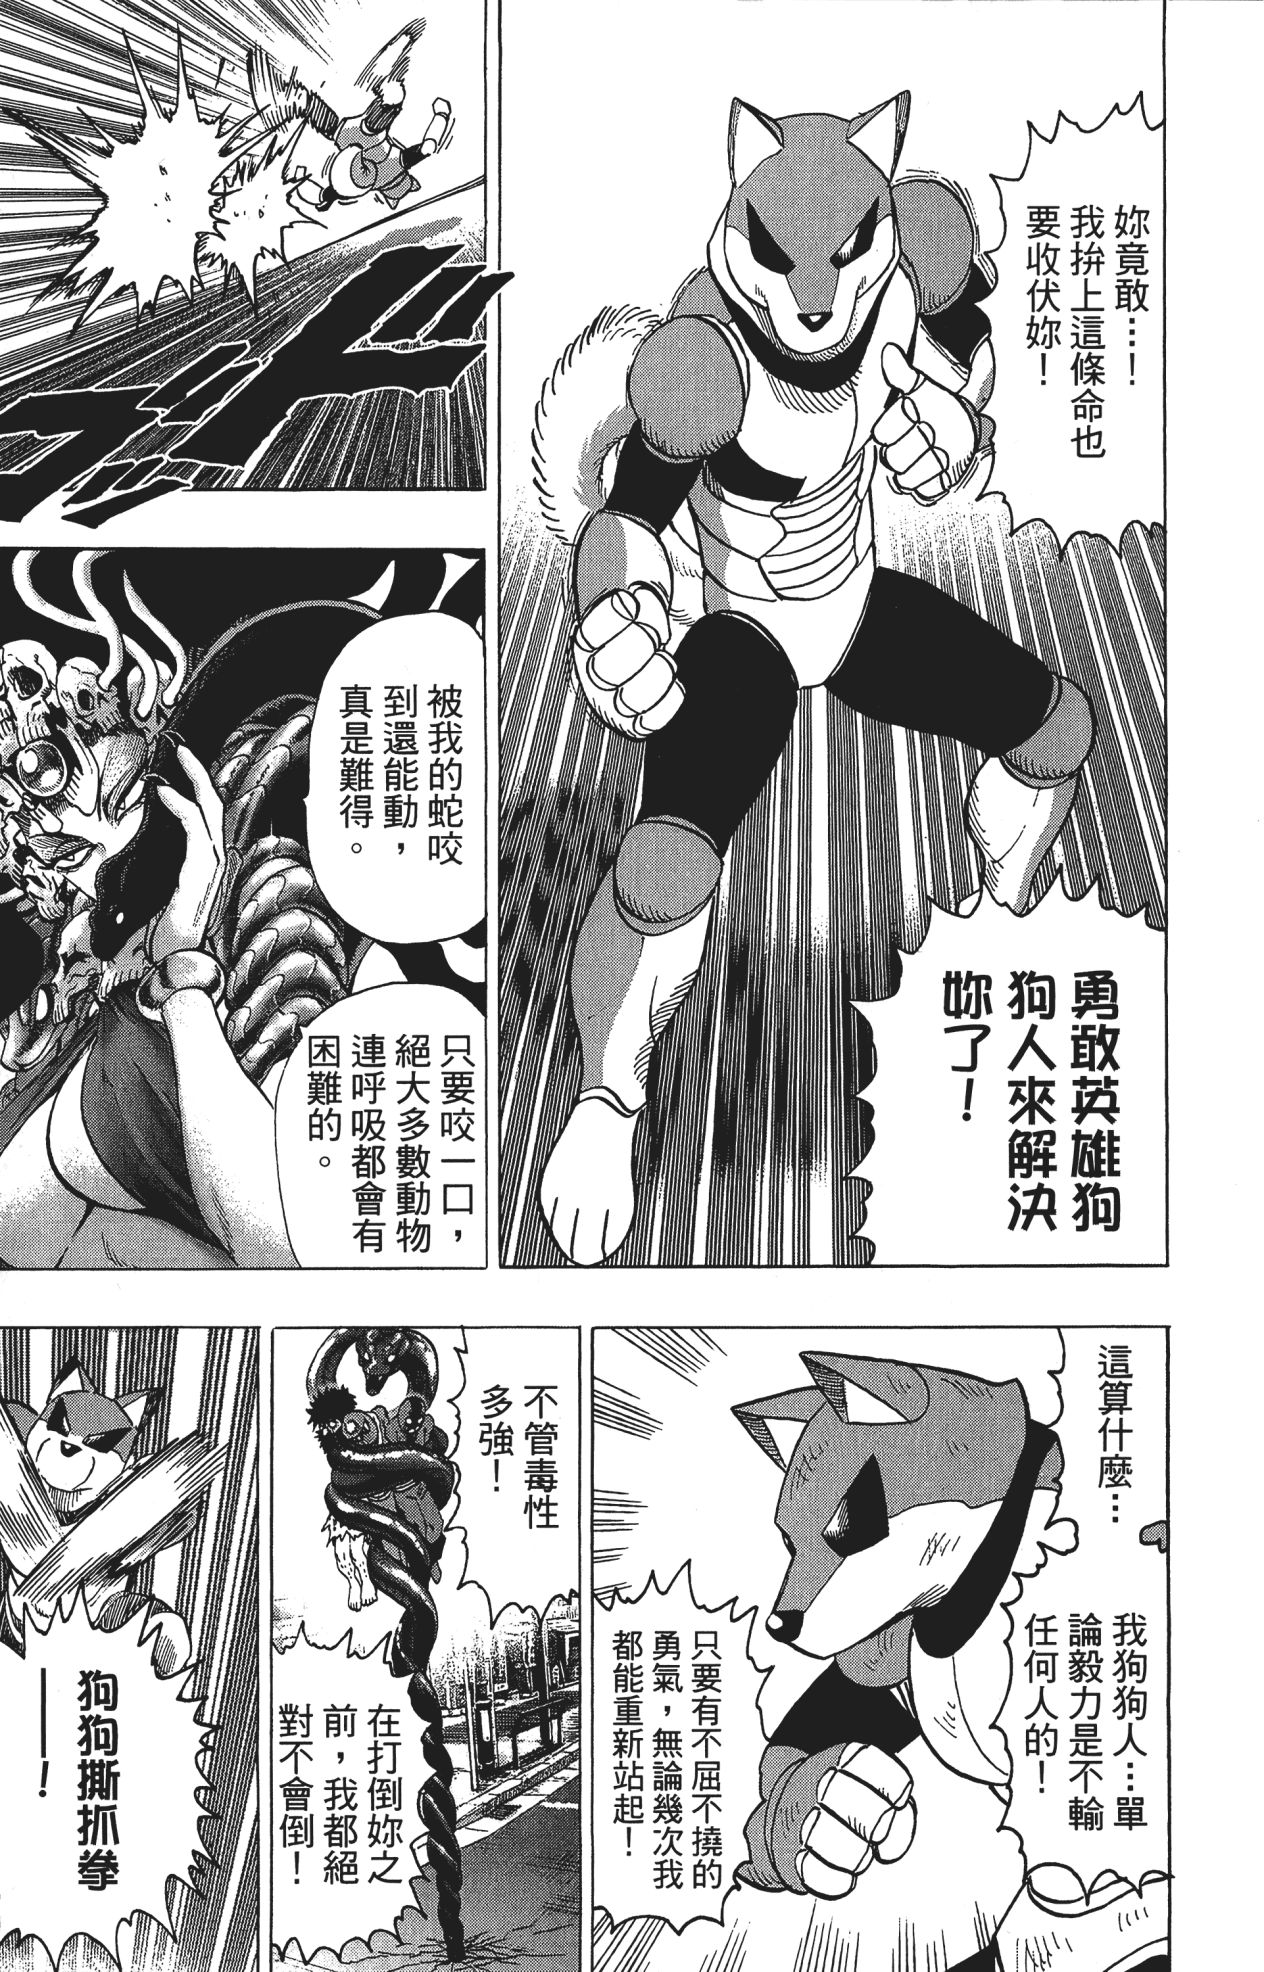 妳竟敢…！
我拚上這條命也
要收伏妳！
勇敢英雄狗
狗人來解決
妳了！
被我的蛇咬
到還能動，
真是難得。
只要咬一口，
絕大多數動物
連呼吸都會有
困難的。
這算什麼…
我狗狗人…單
論毅力是不輸
任何人的！
只要有不屈不撓的
勇氣，無論幾次我
都能重新站起！
不管毒性
多強！
在打倒妳之
前，我都絕
對不會倒！
狗狗撕抓拳
——！